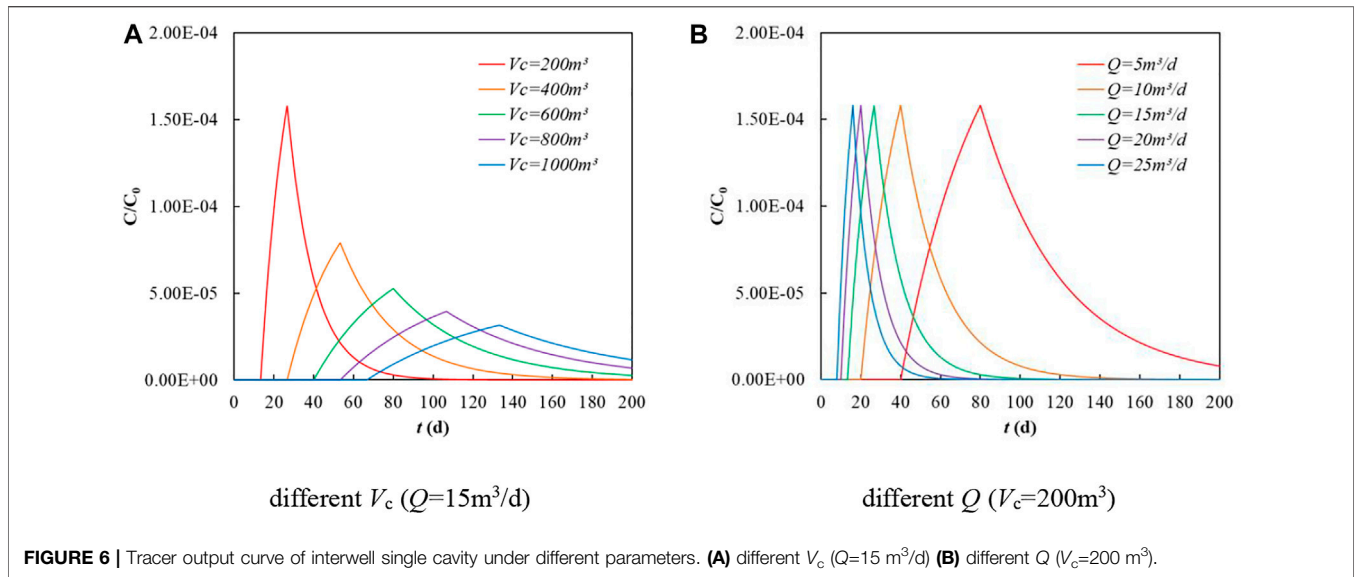 A
2.00E-04
1.50E-04
1.00E-04
5.00E-05
0.00E+00
C/C₀
Vc=200m³
Vc=400m³
Vc=600m³
Vc=800m³
Vc=1000m³
0 20 40 60 80 100 120 140 160 180 200
t (d)
different Vc (Q=15m³/d)
B
2.00E-04
1.50E-04
1.00E-04
5.00E-05
0.00E+00
C/C₀
Q=5m³/d
Q=10m³/d
Q=15m³/d
Q=20m³/d
Q=25m³/d
0 20 40 60 80 100 120 140 160 180 200
t (d)
different Q (Vc=200m³)
FIGURE 6 | Tracer output curve of interwell single cavity under different parameters. (A) different Vc (Q=15 m³/d) (B) different Q (Vc=200 m³).